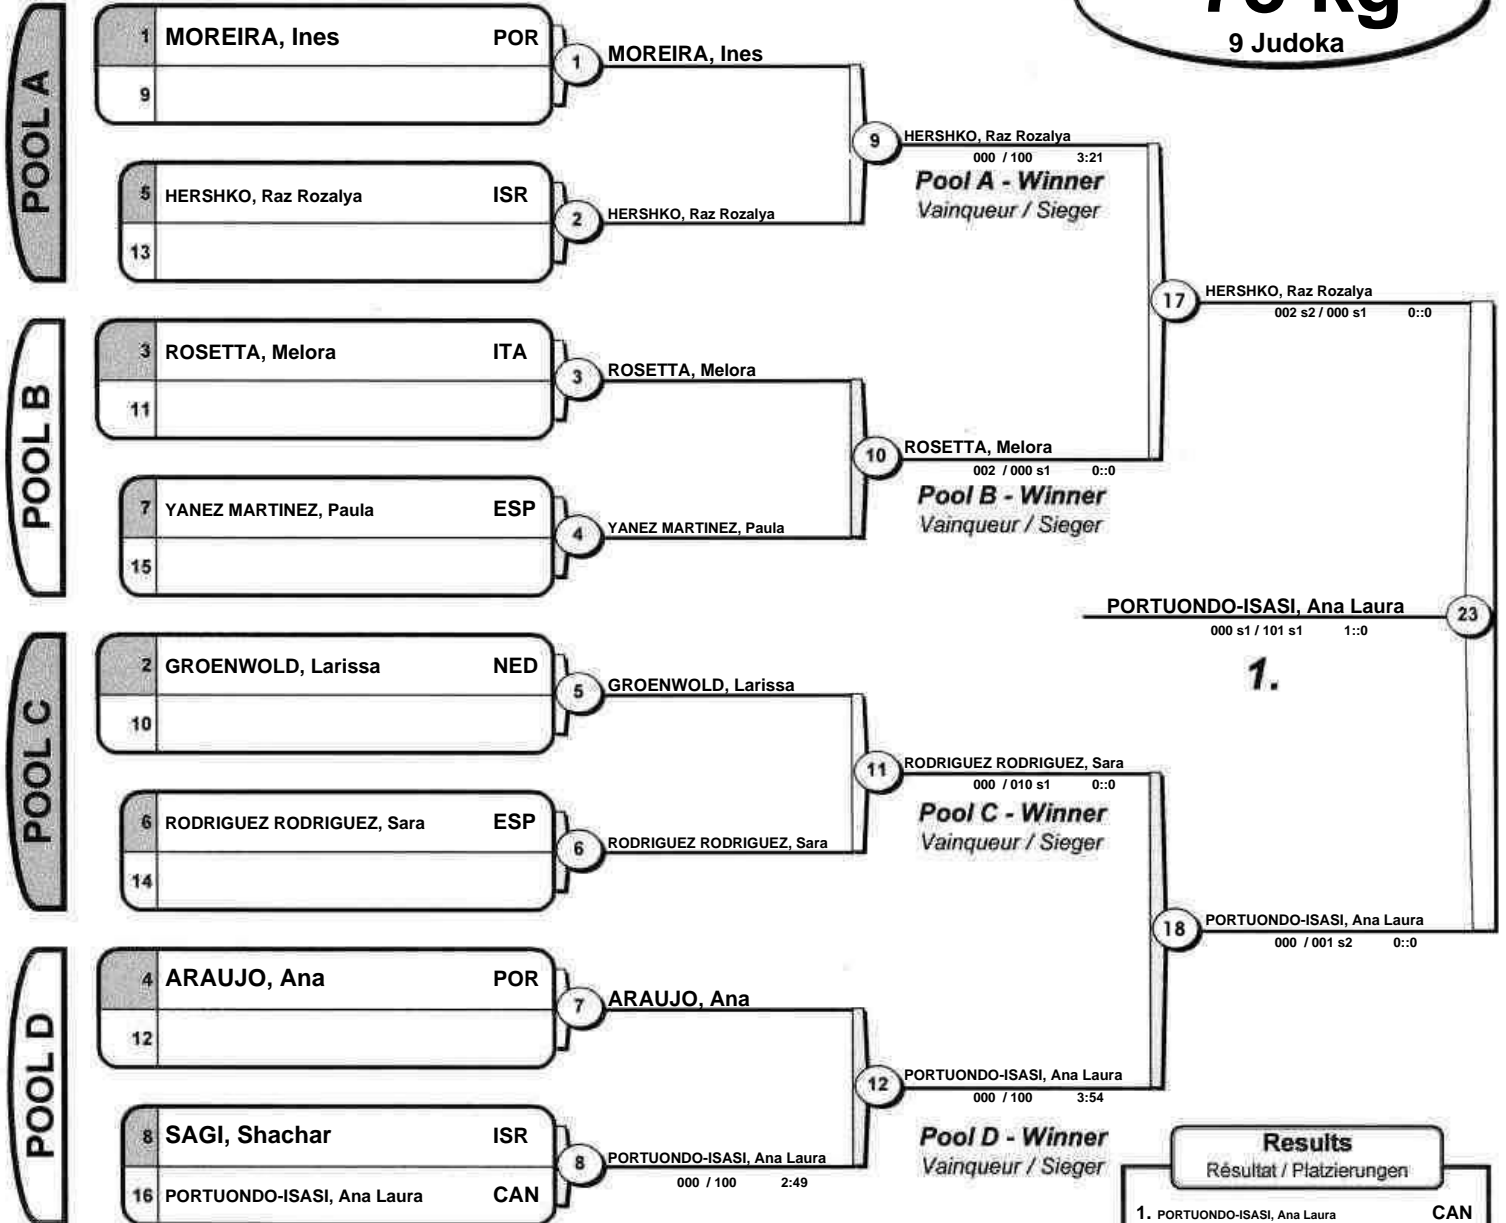 78 kg
9 Judoka
POOL A
1 MOREIRA, Ines POR
9
1 MOREIRA, Ines
5 HERSHKO, Raz Rozalya ISR
13
2 HERSHKO, Raz Rozalya
9 HERSHKO, Raz Rozalya
000 / 100 3:21
Pool A - Winner
Vainqueur / Sieger
17 HERSHKO, Raz Rozalya
002 s2 / 000 s1 0::0
POOL B
3 ROSETTA, Melora ITA
11
3 ROSETTA, Melora
7 YANEZ MARTINEZ, Paula ESP
15
4 YANEZ MARTINEZ, Paula
10 ROSETTA, Melora
002 / 000 s1 0::0
Pool B - Winner
Vainqueur / Sieger
PORTUONDO-ISASI, Ana Laura 23
000 s1 / 101 s1 1::0
1.
POOL C
2 GROENWOLD, Larissa NED
10
5 GROENWOLD, Larissa
6 RODRIGUEZ RODRIGUEZ, Sara ESP
14
6 RODRIGUEZ RODRIGUEZ, Sara
11 RODRIGUEZ RODRIGUEZ, Sara
000 / 010 s1 0::0
Pool C - Winner
Vainqueur / Sieger
18 PORTUONDO-ISASI, Ana Laura
000 / 001 s2 0::0
POOL D
4 ARAUJO, Ana POR
12
7 ARAUJO, Ana
8 SAGI, Shachar ISR
16 PORTUONDO-ISASI, Ana Laura CAN
8 PORTUONDO-ISASI, Ana Laura
000 / 100 2:49
12 PORTUONDO-ISASI, Ana Laura
000 / 100 3:54
Pool D - Winner
Vainqueur / Sieger
Results
Résultat / Platzierungen
1. PORTUONDO-ISASI, Ana Laura CAN